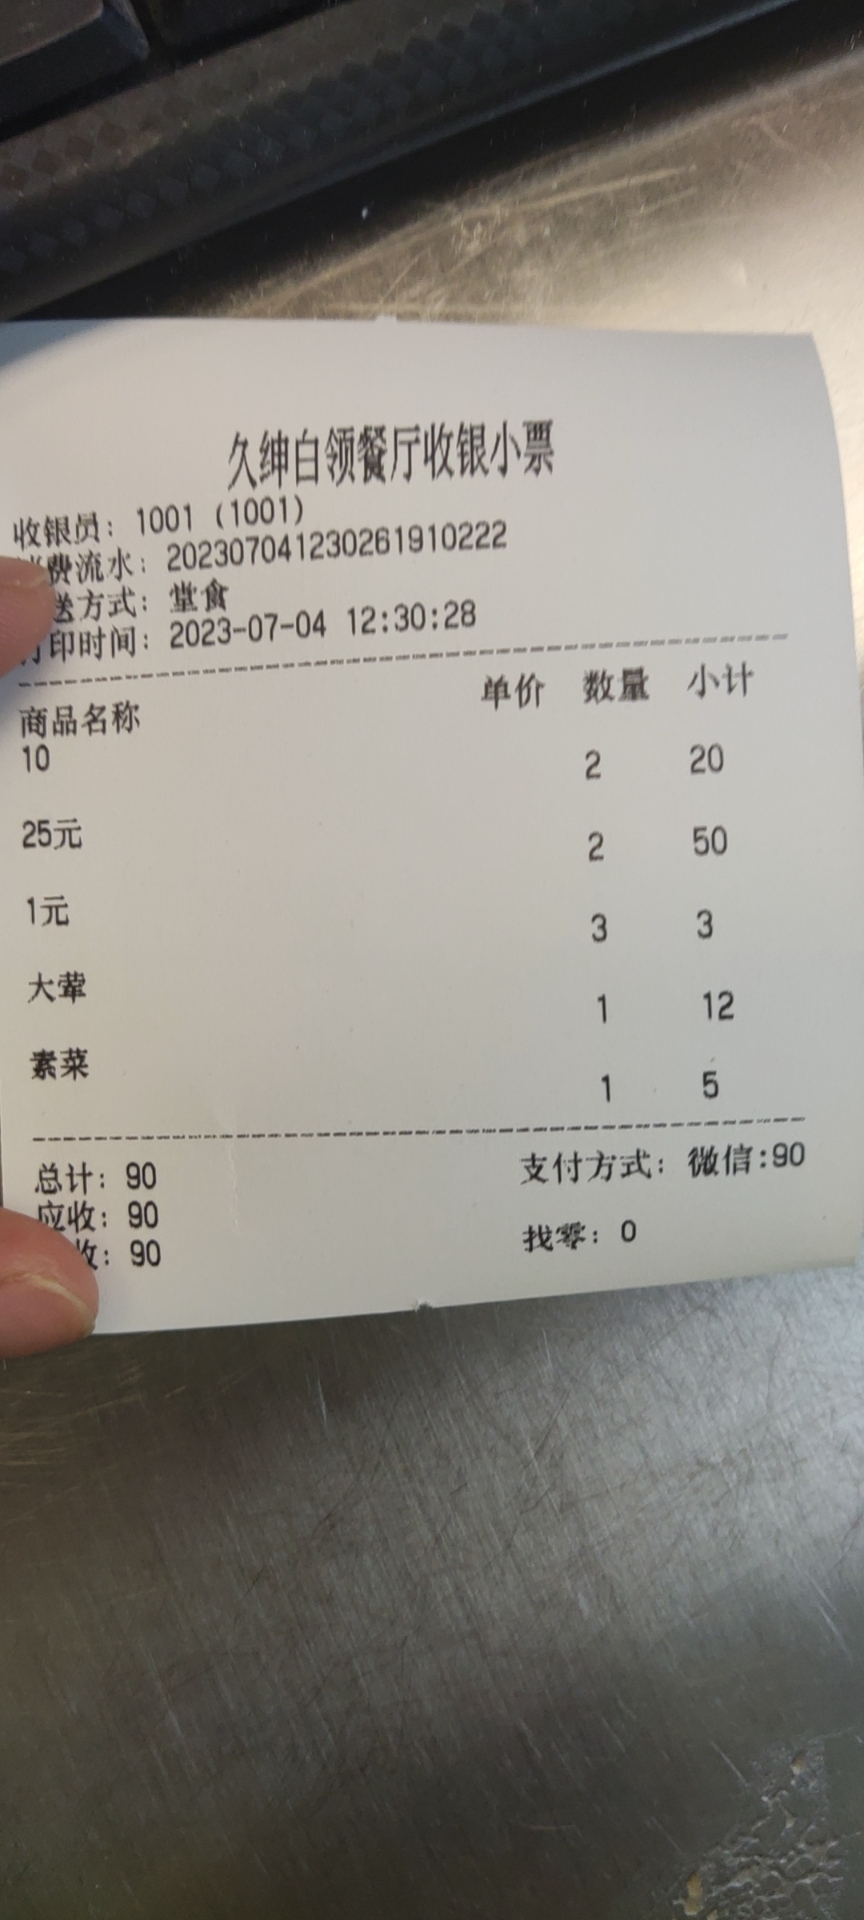 久绅白领餐厅收银小票
收银员：1001 (1001)
费流水：202307041230261910222
送方式：堂食
印时间：2023-07-04 12:30:28
商品名称 单价 数量 小计
10 2 20
25元 2 50
1元 3 3
大荤 1 12
素菜 1 5
总计：90 支付方式：微信:90
应收：90
收：90 找零：0